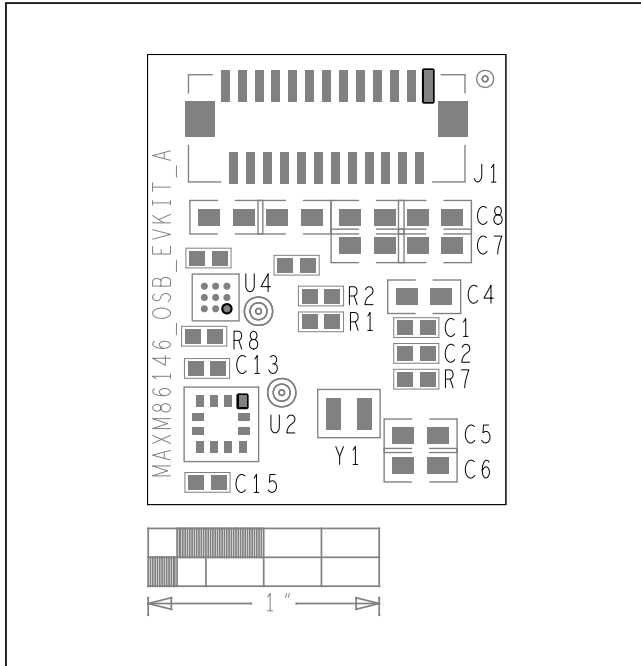 MAXM86146_OSB_EVKIT_A
J1
C8
C7
U4
C4
R2
R1
C1
R8
C2
C13
R7
U2
Y1
C5
C6
C15
1"